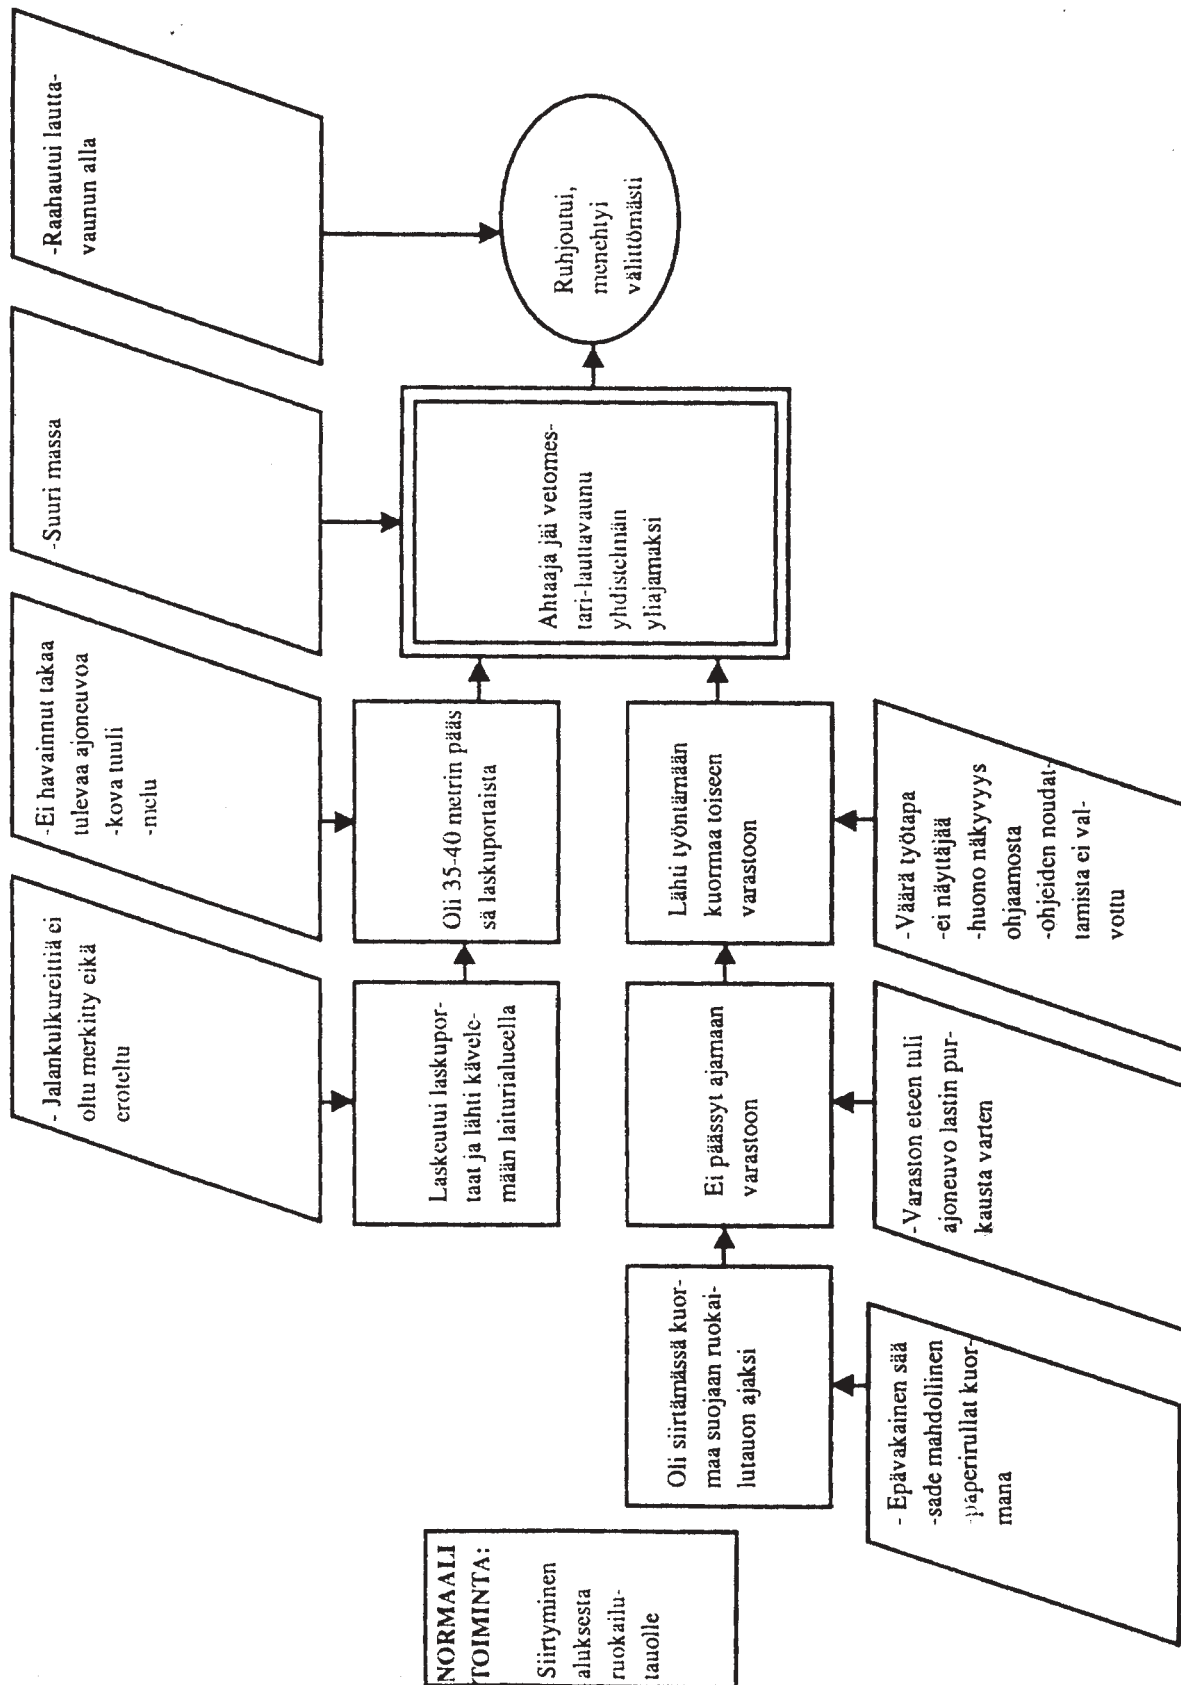 NORMAALI
TOIMINTA:
Siirtyminen
aluksesta
ruokailu-
tauolle
- Jalankulkureittiä ei
oltu merkitty eikä
eroteltu
-Ei havainnut takaa
tulevaa ajoneuvoa
-kova tuuli
-melu
-Suuri massa
-Raahautui lautta-
vaunun alla
Laskeutui laskupor-
taat ja lähti kävele-
mään laiturialueella
Oli 35-40 metrin pääs
sä laskuportaista
Ahtaaja jäi vetomes-
tari-lauttavaunu
yhdistelmän
yliajamaksi
Ruhjoutui,
menehtyi
välittömästi
Oli siirtämässä kuor-
maa suojaan ruokai-
lutauon ajaksi
Ei päässyt ajamaan
varastoon
Lähti työntämään
kuormaa toiseen
varastoon
- Epävakainen sää
-sade mahdollinen
-paperirullat kuor-
mana
-Varaston eteen tuli
ajoneuvo lastin pur-
kausta varten
-Väärä työtapa
-ei näyttäjää
-huono näkyvyys
ohjaamosta
-ohjeiden noudat-
tamista ei val-
vottu